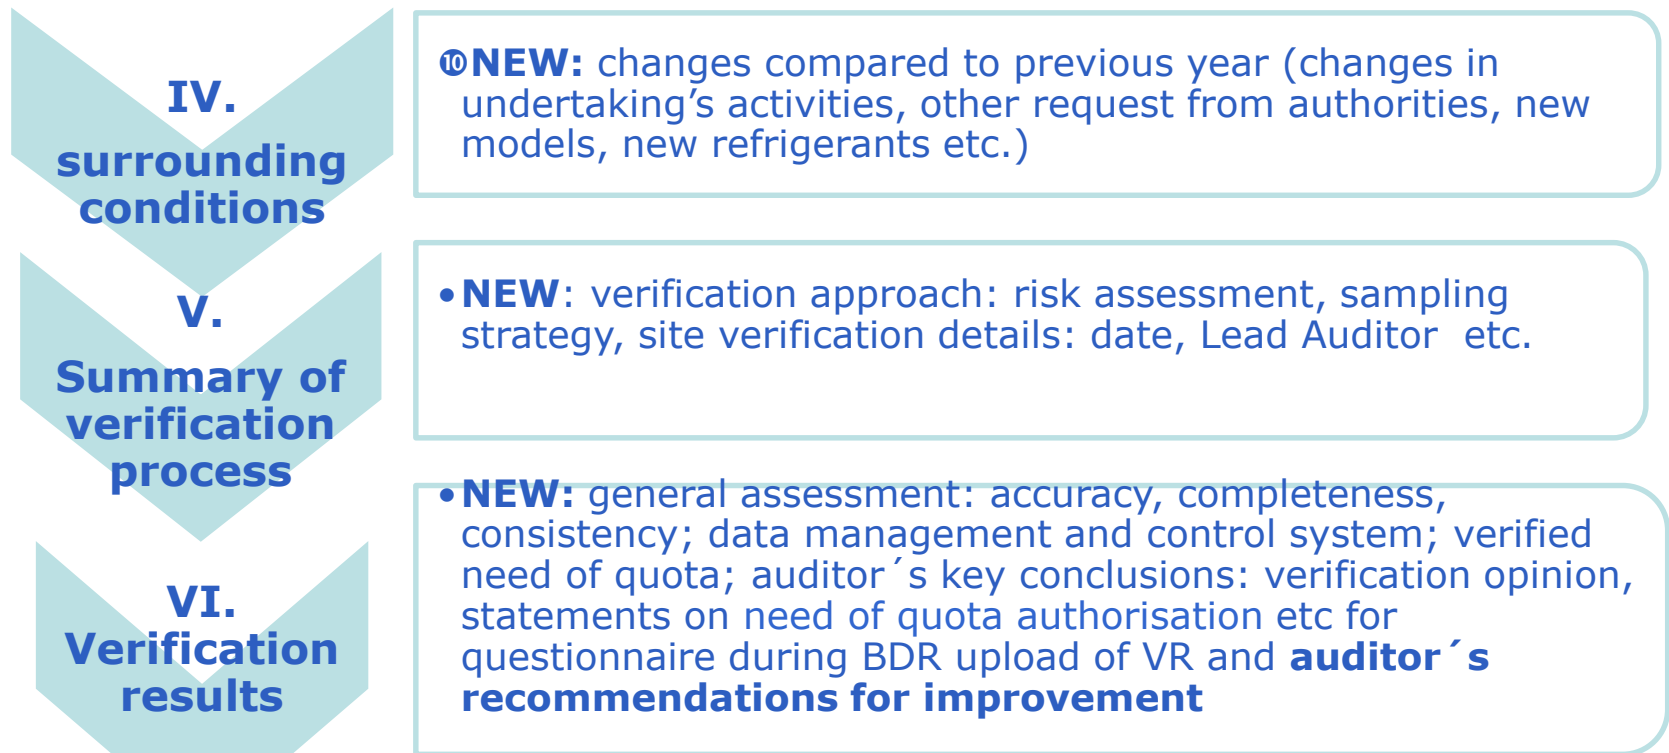 IV.
surrounding
conditions
❿NEW: changes compared to previous year (changes in
undertaking’s activities, other request from authorities, new
models, new refrigerants etc.)
V.
Summary of
verification
process
•NEW: verification approach: risk assessment, sampling
strategy, site verification details: date, Lead Auditor  etc.
VI.
Verification
results
•NEW: general assessment: accuracy, completeness,
consistency; data management and control system; verified
need of quota; auditor´s key conclusions: verification opinion,
statements on need of quota authorisation etc for
questionnaire during BDR upload of VR and auditor´s
recommendations for improvement